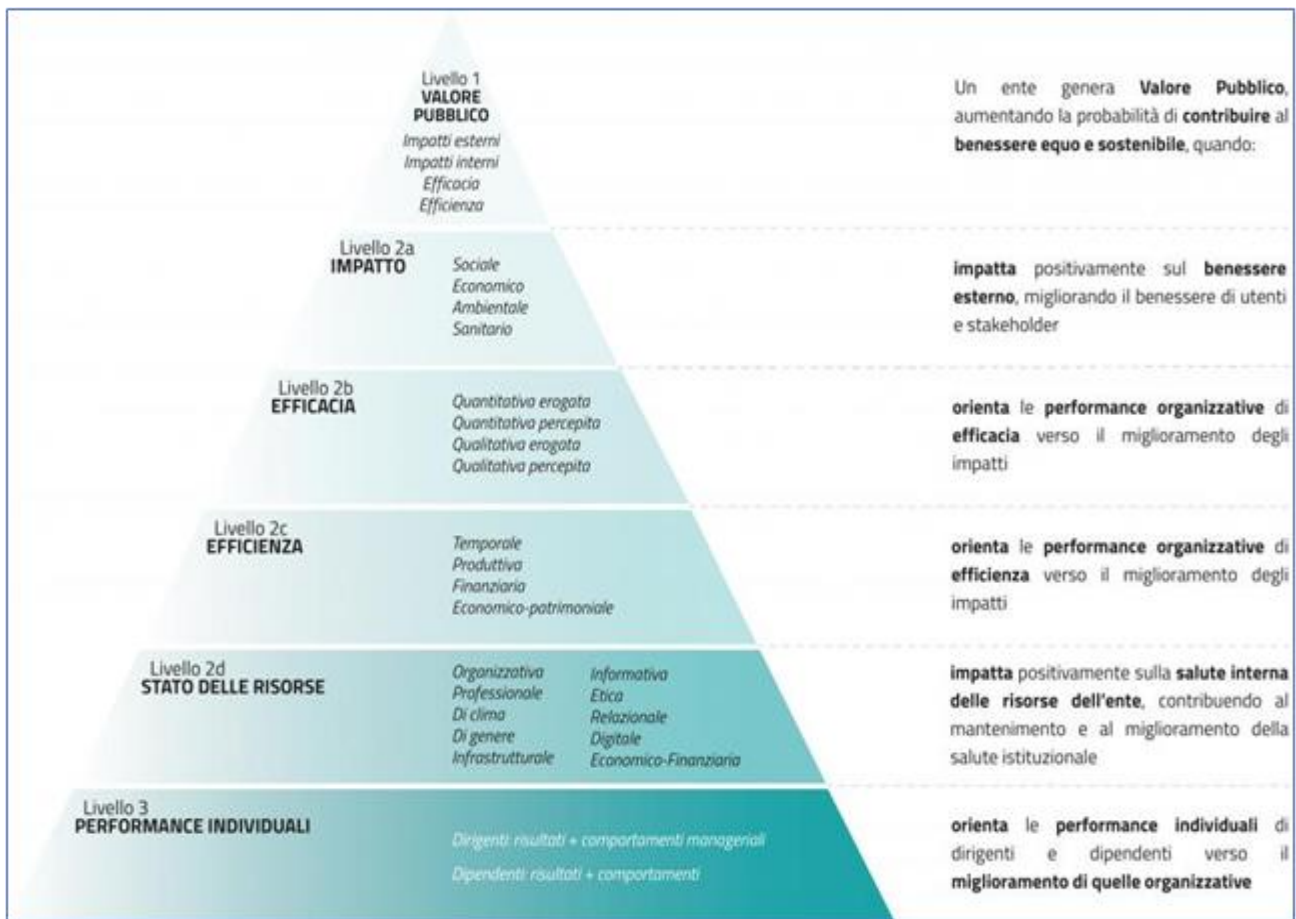 Livello 1
VALORE
PUBBLICO
Impatti esterni
Impatti interni
Efficacia
Efficienza
Un ente genera Valore Pubblico,
aumentando la probabilità di contribuire al
benessere equo e sostenibile, quando:
Livello 2a
IMPATTO
Sociale
Economico
Ambientale
Sanitario
impatta positivamente sul benessere
esterno, migliorando il benessere di utenti
e stakeholder
Livello 2b
EFFICACIA
Quantitativa erogata
Quantitativa percepita
Qualitativa erogata
Qualitativa percepita
orienta le performance organizzative di
efficacia verso il miglioramento degli
impatti
Livello 2c
EFFICIENZA
Temporale
Produttiva
Finanziaria
Economico-patrimoniale
orienta le performance organizzative di
efficienza verso il miglioramento degli
impatti
Livello 2d
STATO DELLE RISORSE
Organizzativa
Professionale
Di clima
Di genere
Infrastrutturale
Informativa
Etica
Relazionale
Digitale
Economico-Finanziaria
impatta positivamente sulla salute interna
delle risorse dell'ente, contribuendo al
mantenimento e al miglioramento della
salute istituzionale
Livello 3
PERFORMANCE INDIVIDUALI
Dirigenti: risultati + comportamenti manageriali
Dipendenti: risultati + comportamenti
orienta le performance individuali di
dirigenti e dipendenti verso il
miglioramento di quelle organizzative